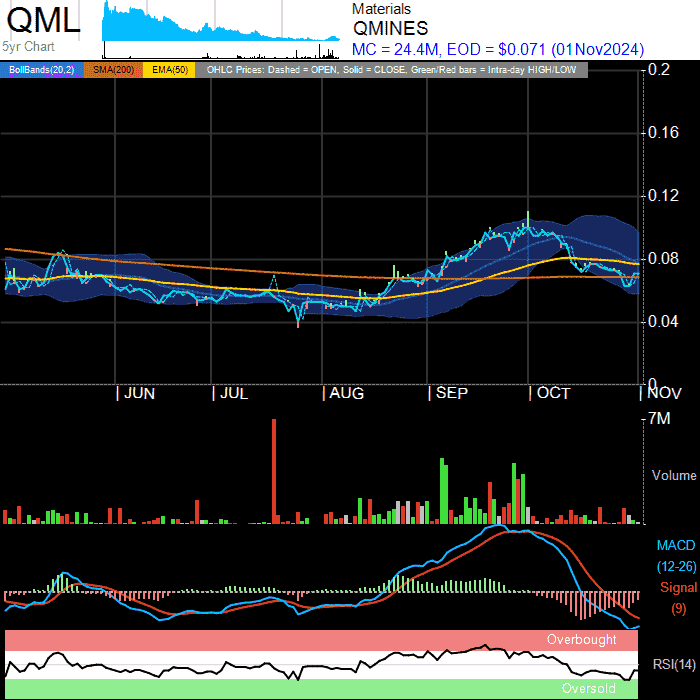 QML
5yr Chart
Materials
QMINES
MC = 24.4M, EOD = $0.071 (01Nov2024)
BollBands(20,2) SMA(200) EMA(50) OHLC Prices: Dashed = OPEN, Solid = CLOSE, Green/Red bars = Intra-day HIGH/LOW
0.2
0.16
0.12
0.08
0.04
0
JUN JUL AUG SEP OCT NOV
7M
Volume
MACD
(12-26)
Signal
(9)
Overbought
RSI(14)
Oversold